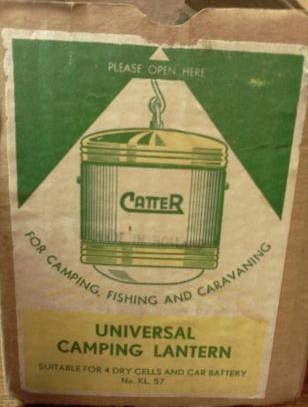 PLEASE OPEN HERE
CATTER
FOR CAMPING, FISHING AND CARAVANING
UNIVERSAL
CAMPING LANTERN
SUITABLE FOR 4 DRY CELLS AND CAR BATTERY
No. XL. 57